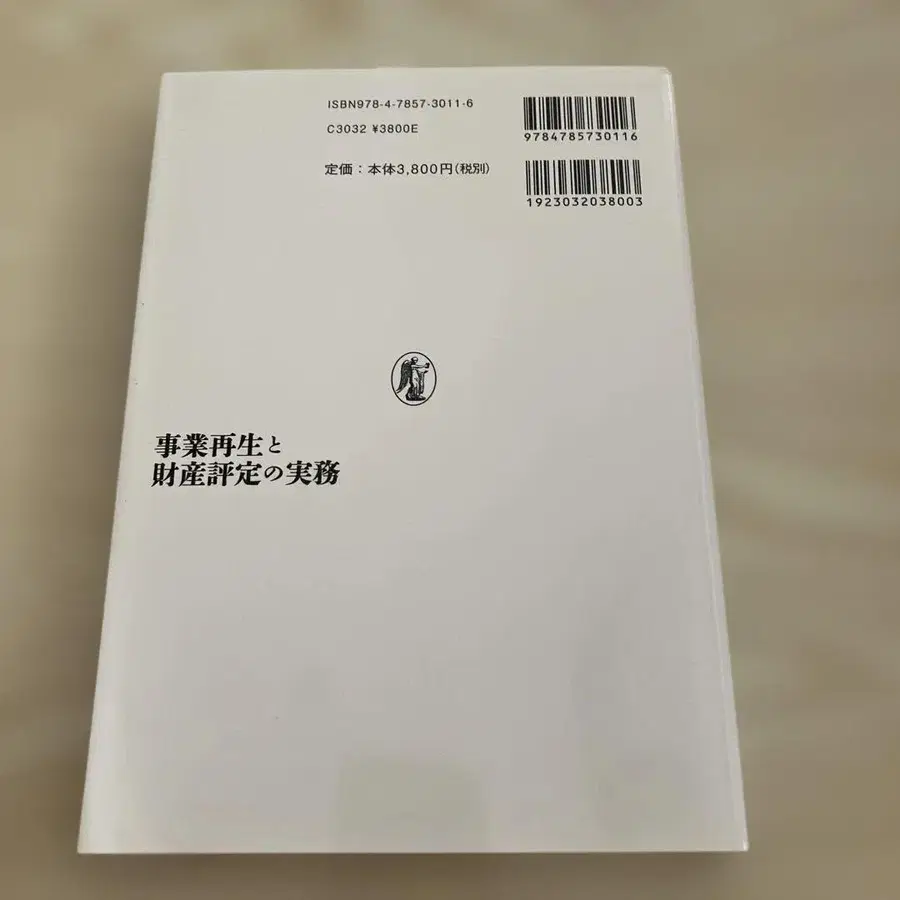 ISBN978-4-7857-3011-6
C3032 ¥3800E
定価：本体3,800円(税別)
9784785730116
1923032038003
事業再生と
財産評定の実務